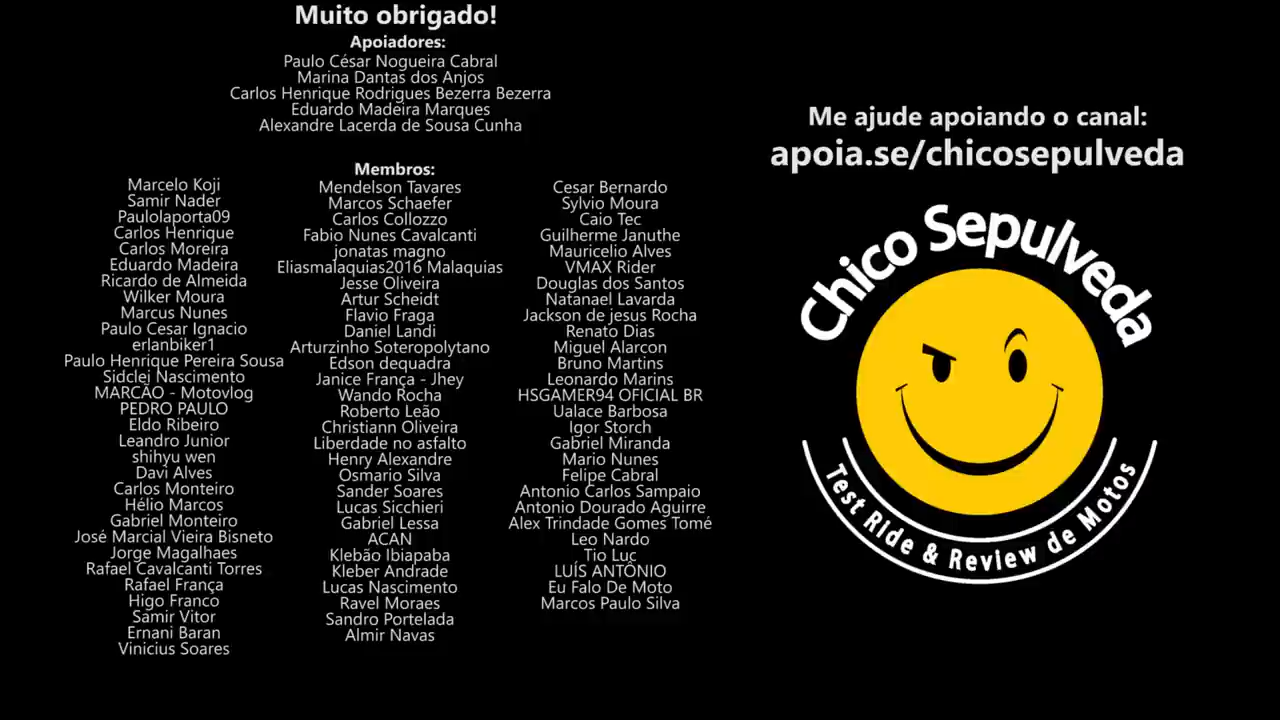 Muito obrigado!
Apoiadores:
Paulo César Nogueira Cabral
Marina Dantas dos Anjos
Carlos Henrique Rodrigues Bezerra Bezerra
Eduardo Madeira Marques
Alexandre Lacerda de Sousa Cunha
Membros:
Marcelo Koji
Samir Nader
Paulolaporta09
Carlos Henrique
Carlos Moreira
Eduardo Madeira
Ricardo de Almeida
Wilker Moura
Marcus Nunes
Paulo Cesar Ignacio
erlanbiker1
Paulo Henrique Pereira Sousa
Sidclei Nascimento
MARCÃO - Motovlog
PEDRO PAULO
Eldo Ribeiro
Leandro Junior
shihyu wen
Davi Alves
Carlos Monteiro
Hélio Marcos
Gabriel Monteiro
José Marcial Vieira Bisneto
Jorge Magalhaes
Rafael Cavalcanti Torres
Rafael França
Higo Franco
Samir Vitor
Ernani Baran
Vinicius Soares
Mendelson Tavares
Marcos Schaefer
Carlos Collozzo
Fabio Nunes Cavalcanti
jonatas magno
Eliasmalaquias2016 Malaquias
Jesse Oliveira
Artur Scheidt
Flavio Fraga
Daniel Landi
Arturzinho Soteropolytano
Edson dequadra
Janice França - Jhey
Wando Rocha
Roberto Leão
Christiann Oliveira
Liberdade no asfalto
Henry Alexandre
Osmario Silva
Sander Soares
Lucas Sicchieri
Gabriel Lessa
ACAN
Klebão Ibiapaba
Kleber Andrade
Lucas Nascimento
Ravel Moraes
Sandro Portelada
Almir Navas
Cesar Bernardo
Sylvio Moura
Caio Tec
Guilherme Januthe
Mauricelio Alves
VMAX Rider
Douglas dos Santos
Natanael Lavarda
Jackson de jesus Rocha
Renato Dias
Miguel Alarcon
Bruno Martins
Leonardo Marins
HSGAMER94 OFICIAL BR
Ualace Barbosa
Igor Storch
Gabriel Miranda
Mario Nunes
Felipe Cabral
Antonio Carlos Sampaio
Antonio Dourado Aguirre
Alex Trindade Gomes Tomé
Leo Nardo
Tio Luc
LUÍS ANTÔNIO
Eu Falo De Moto
Marcos Paulo Silva
Me ajude apoiando o canal:
apoia.se/chicosepulveda
Chico Sepulveda
Test Ride & Review de Motos